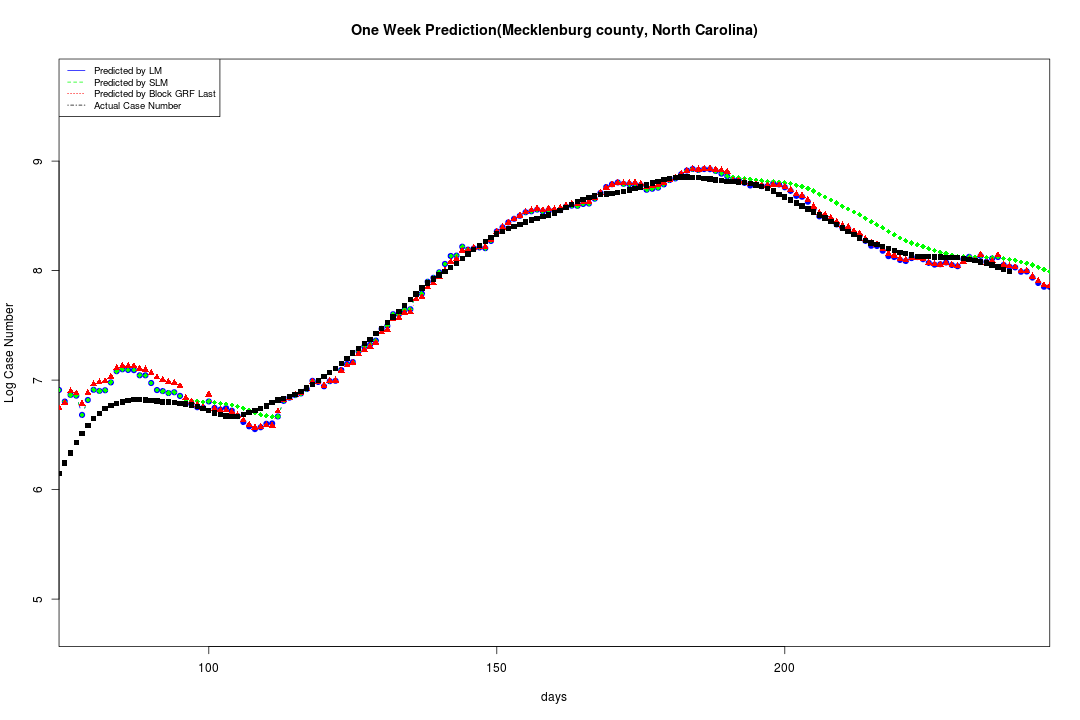 One Week Prediction(Mecklenburg county, North Carolina)
Predicted by LM
Predicted by SLM
Predicted by Block GRF Last
Actual Case Number
9
8
7
6
5
Log Case Number
100 150 200
days